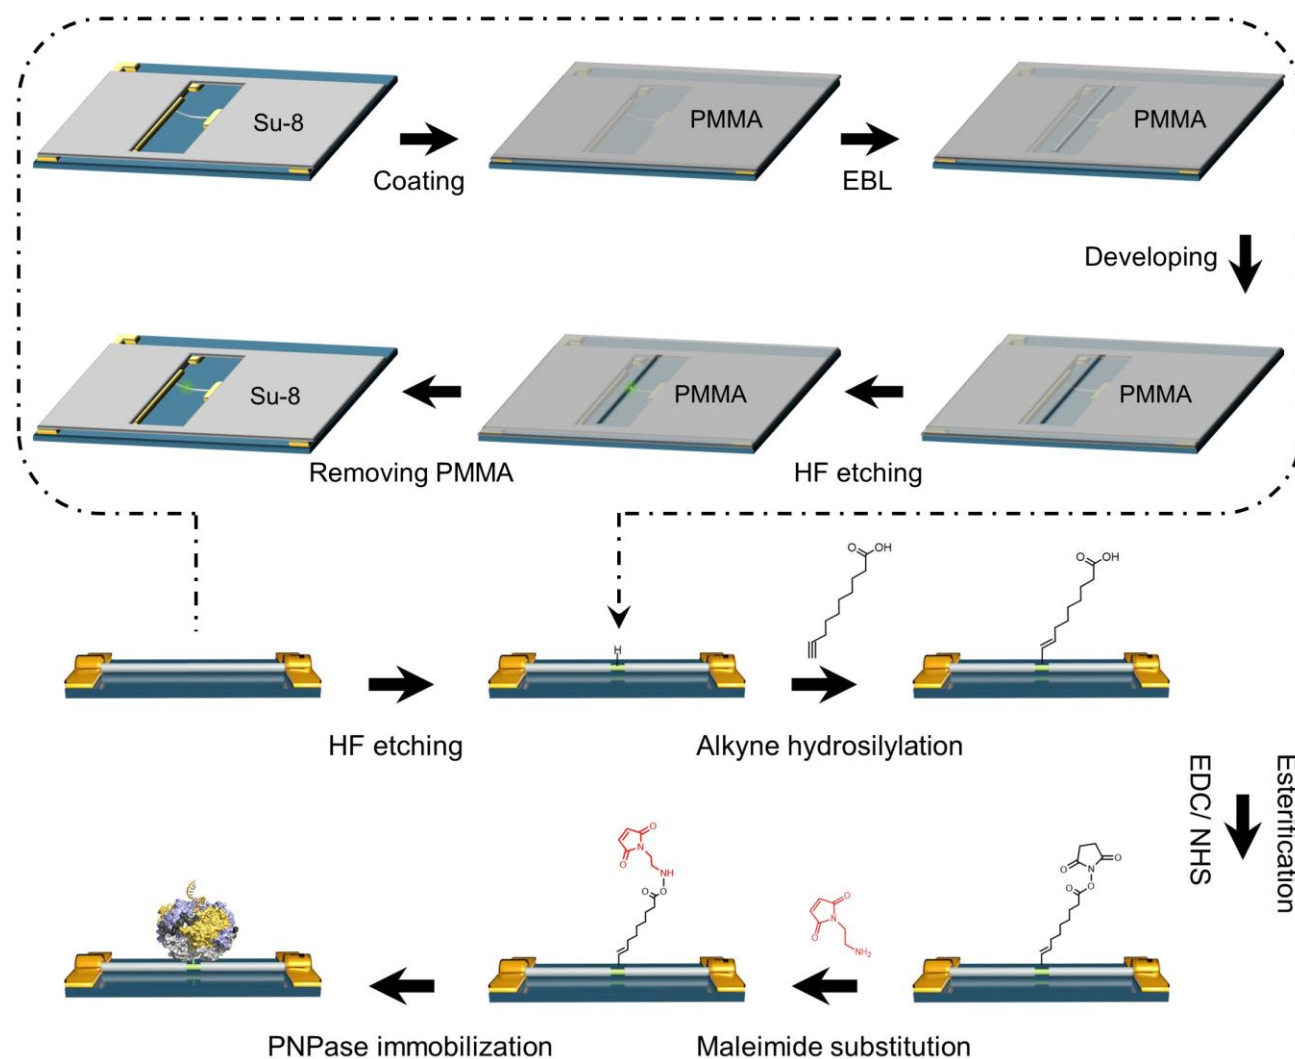 Su-8
PMMA
PMMA
Coating
EBL
Developing
Su-8
PMMA
PMMA
Removing PMMA
HF etching
O
OH
O
OH
H
HF etching
Alkyne hydrosilylation
Esterification
EDC/ NHS
O
N
O
NH
O
O
O
N
O
O
O
O
N
O
NH2
PNPase immobilization
Maleimide substitution